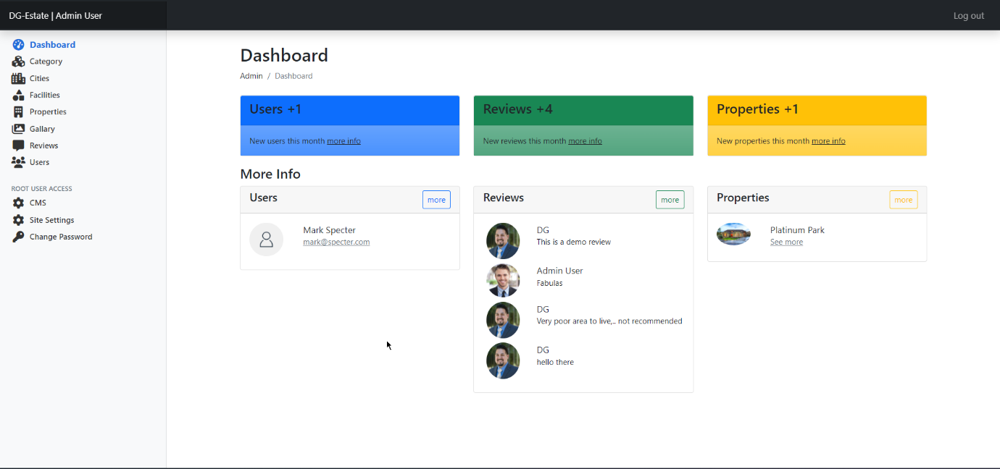 DG-Estate | Admin User
Log out
Dashboard
Category
Cities
Facilities
Properties
Gallary
Reviews
Users
ROOT USER ACCESS
CMS
Site Settings
Change Password
Dashboard
Admin / Dashboard
Users +1
New users this month more info
Reviews +4
New reviews this month more info
Properties +1
New properties this month more info
More Info
Users more
Mark Specter
mark@specter.com
Reviews more
DG
This is a demo review
Admin User
Fabulas
DG
Very poor area to live,.. not recommended
DG
hello there
Properties more
Platinum Park
See more